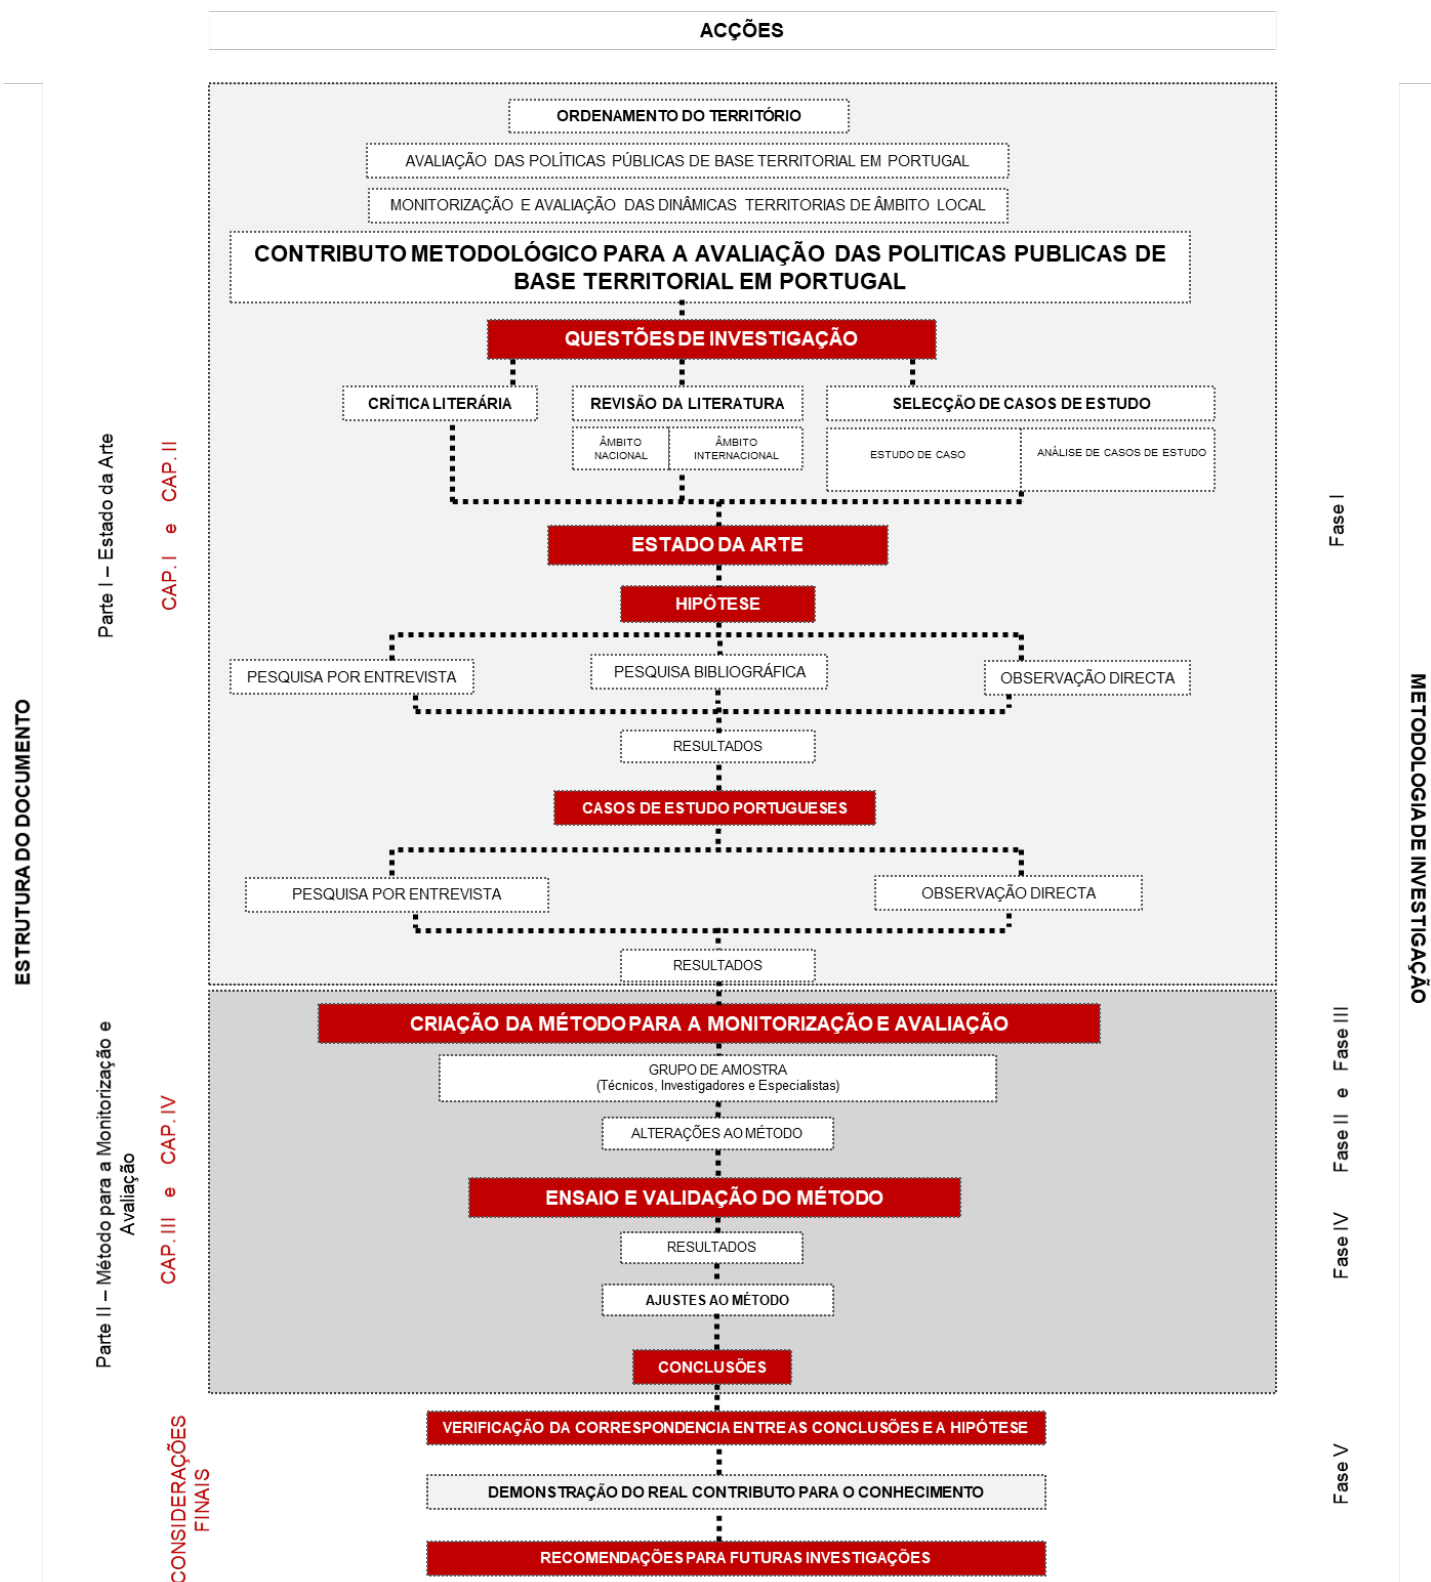 ACÇÕES
ORDENAMENTO DO TERRITÓRIO
AVALIAÇÃO DAS POLÍTICAS PÚBLICAS DE BASE TERRITORIAL EM PORTUGAL
MONITORIZAÇÃO E AVALIAÇÃO DAS DINÂMICAS TERRITORIAS DE ÂMBITO LOCAL
CONTRIBUTO METODOLÓGICO PARA A AVALIAÇÃO DAS POLITICAS PUBLICAS DE
BASE TERRITORIAL EM PORTUGAL
QUESTÕES DE INVESTIGAÇÃO
CRÍTICA LITERÁRIA
REVISÃO DA LITERATURA
SELECÇÃO DE CASOS DE ESTUDO
ÂMBITO
NACIONAL
ÂMBITO
INTERNACIONAL
ESTUDO DE CASO
ANÁLISE DE CASOS DE ESTUDO
ESTADO DA ARTE
HIPÓTESE
PESQUISA POR ENTREVISTA
PESQUISA BIBLIOGRÁFICA
OBSERVAÇÃO DIRECTA
RESULTADOS
CASOS DE ESTUDO PORTUGUESES
PESQUISA POR ENTREVISTA
OBSERVAÇÃO DIRECTA
RESULTADOS
CRIAÇÃO DA MÉTODO PARA A MONITORIZAÇÃO E AVALIAÇÃO
GRUPO DE AMOSTRA
(Técnicos, Investigadores e Especialistas)
ALTERAÇÕES AO MÉTODO
ENSAIO E VALIDAÇÃO DO MÉTODO
RESULTADOS
AJUSTES AO MÉTODO
CONCLUSÕES
VERIFICAÇÃO DA CORRESPONDENCIA ENTRE AS CONCLUSÕES E A HIPÓTESE
DEMONSTRAÇÃO DO REAL CONTRIBUTO PARA O CONHECIMENTO
RECOMENDAÇÕES PARA FUTURAS INVESTIGAÇÕES
ESTRUTURA DO DOCUMENTO
Parte I – Estado da Arte
CAP. I e CAP. II
Parte II – Método para a Monitorização e
Avaliação
CAP. III e CAP. IV
CONSIDERAÇÕES
FINAIS
Fase I
Fase II e Fase III
Fase IV
Fase V
METODOLOGIA DE INVESTIGAÇÃO